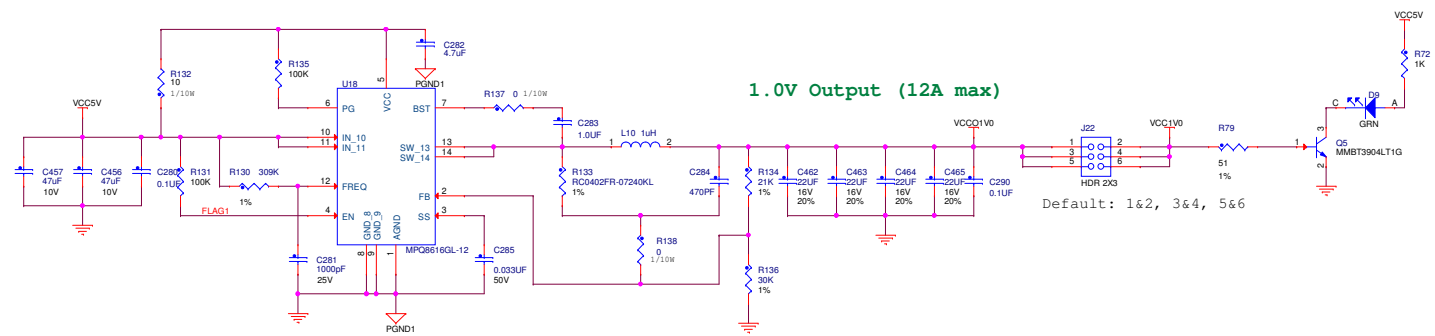 VCC5V
R72
1K
C282
4.7uF
PGND1
R132
10
1/10W
R135
100K
U18
5
VCC
6
PG
BST
7
R137 0 1/10W
1.0V Output (12A max)
C
D9
A
GRN
VCC5V
10
IN_10
11
IN_11
SW_13
13
SW_14
14
C283
1.0UF
L10 1uH
1
2
VCCO1V0
J22
1
2
3
4
5
6
HDR 2X3
VCC1V0
R79
51
1%
1
3
2
Q5
MMBT3904LT1G
Default: 1&2, 3&4, 5&6
C457
47uF
10V
C456
47uF
10V
C280
0.1UF
R131
100K
R130 309K
1%
12
FREQ
FLAG1
4
EN
FB
2
SS
3
GND_8
GND_9
AGND
8
9
1
MPQ8616GL-12
R133
RC0402FR-07240KL
C284
470PF
R134
21K
1%
C462
22UF
16V
20%
C463
22UF
16V
20%
C464
22UF
16V
20%
C465
22UF
16V
20%
C290
0.1UF
R138
0
1/10W
C281
1000pF
25V
C285
0.033UF
50V
R136
30K
1%
PGND1